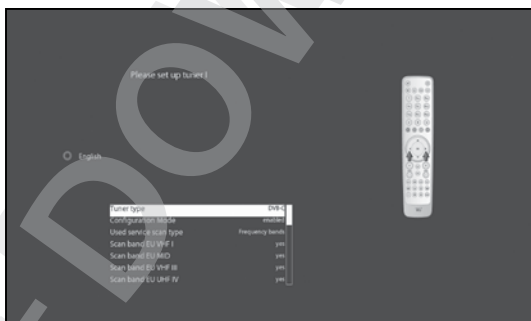 Please set up tuner I
English
Tuner type DVB-C
Configuration Mode enabled
Used service scan type Frequency bands
Scan band EU VHF I yes
Scan band EU MID yes
Scan band EU VHF III yes
Scan band EU UHF IV yes